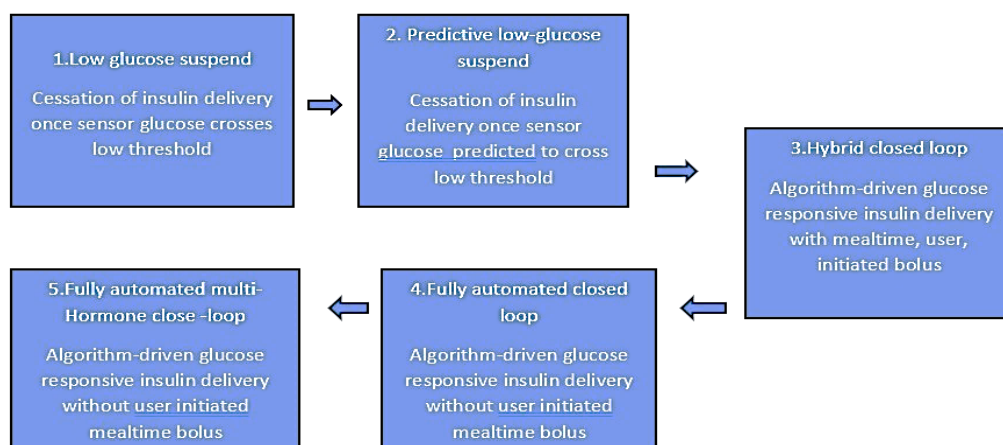 1.Low glucose suspend
Cessation of insulin delivery
once sensor glucose crosses
low threshold
2. Predictive low-glucose
suspend
Cessation of insulin
delivery once sensor
glucose predicted to cross
low threshold
3.Hybrid closed loop
Algorithm-driven glucose
responsive insulin delivery
with mealtime, user,
initiated bolus
4.Fully automated closed
loop
Algorithm-driven glucose
responsive insulin delivery
without user initiated
mealtime bolus
5.Fully automated multi-
Hormone close -loop
Algorithm-driven glucose
responsive insulin delivery
without user initiated
mealtime bolus